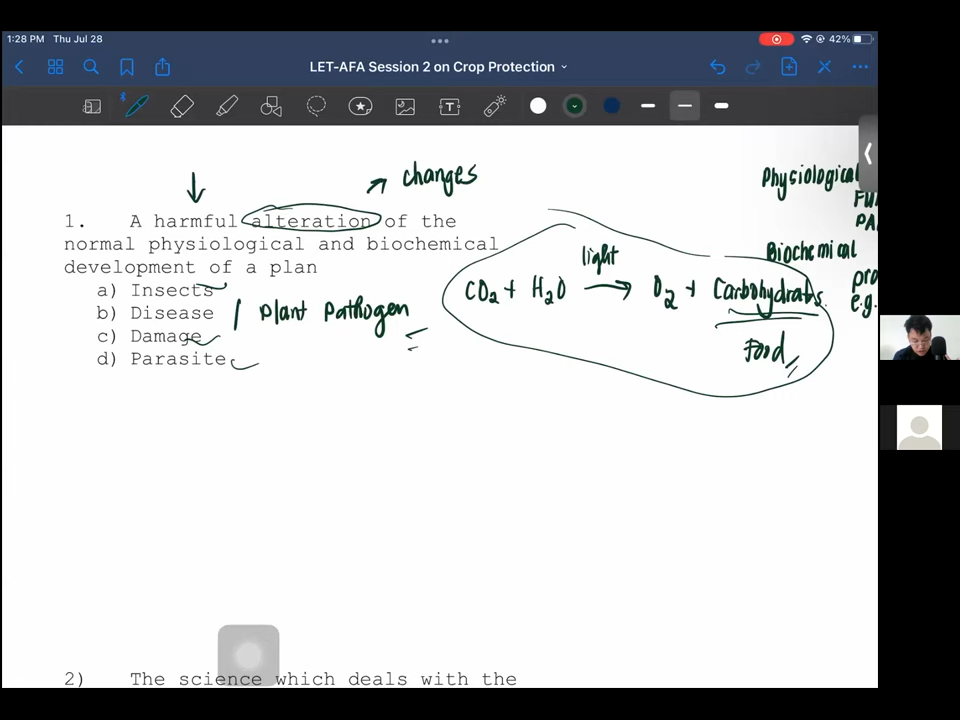 1:28 PM Thu Jul 28
42%
LET-AFA Session 2 on Crop Protection
changes
1. A harmful alteration of the
normal physiological and biochemical
development of a plan
a) Insects
b) Disease
c) Damage
d) Parasite
Plant Pathogen
light
CO₂ + H₂O → O₂ + Carbohydrates
Food
Physiological
Biochemical
pro
e.g.
2) The science which deals with the